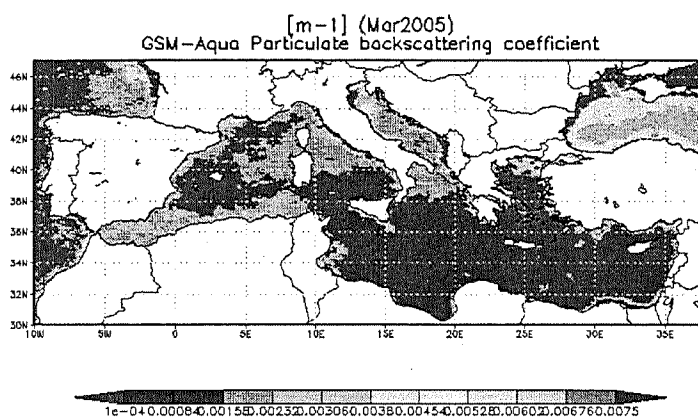 [m-1] (Mar2005)
GSM-Aqua Particulate backscattering coefficient
46N
44N
42N
40N
38N
36N
34N
32N
30N
10W 5W 0 5E 10E 15E 20E 25E 30E 35E
1e-04 0.00084 0.00158 0.00232 0.00306 0.0038 0.00454 0.00528 0.00602 0.00676 0.0075